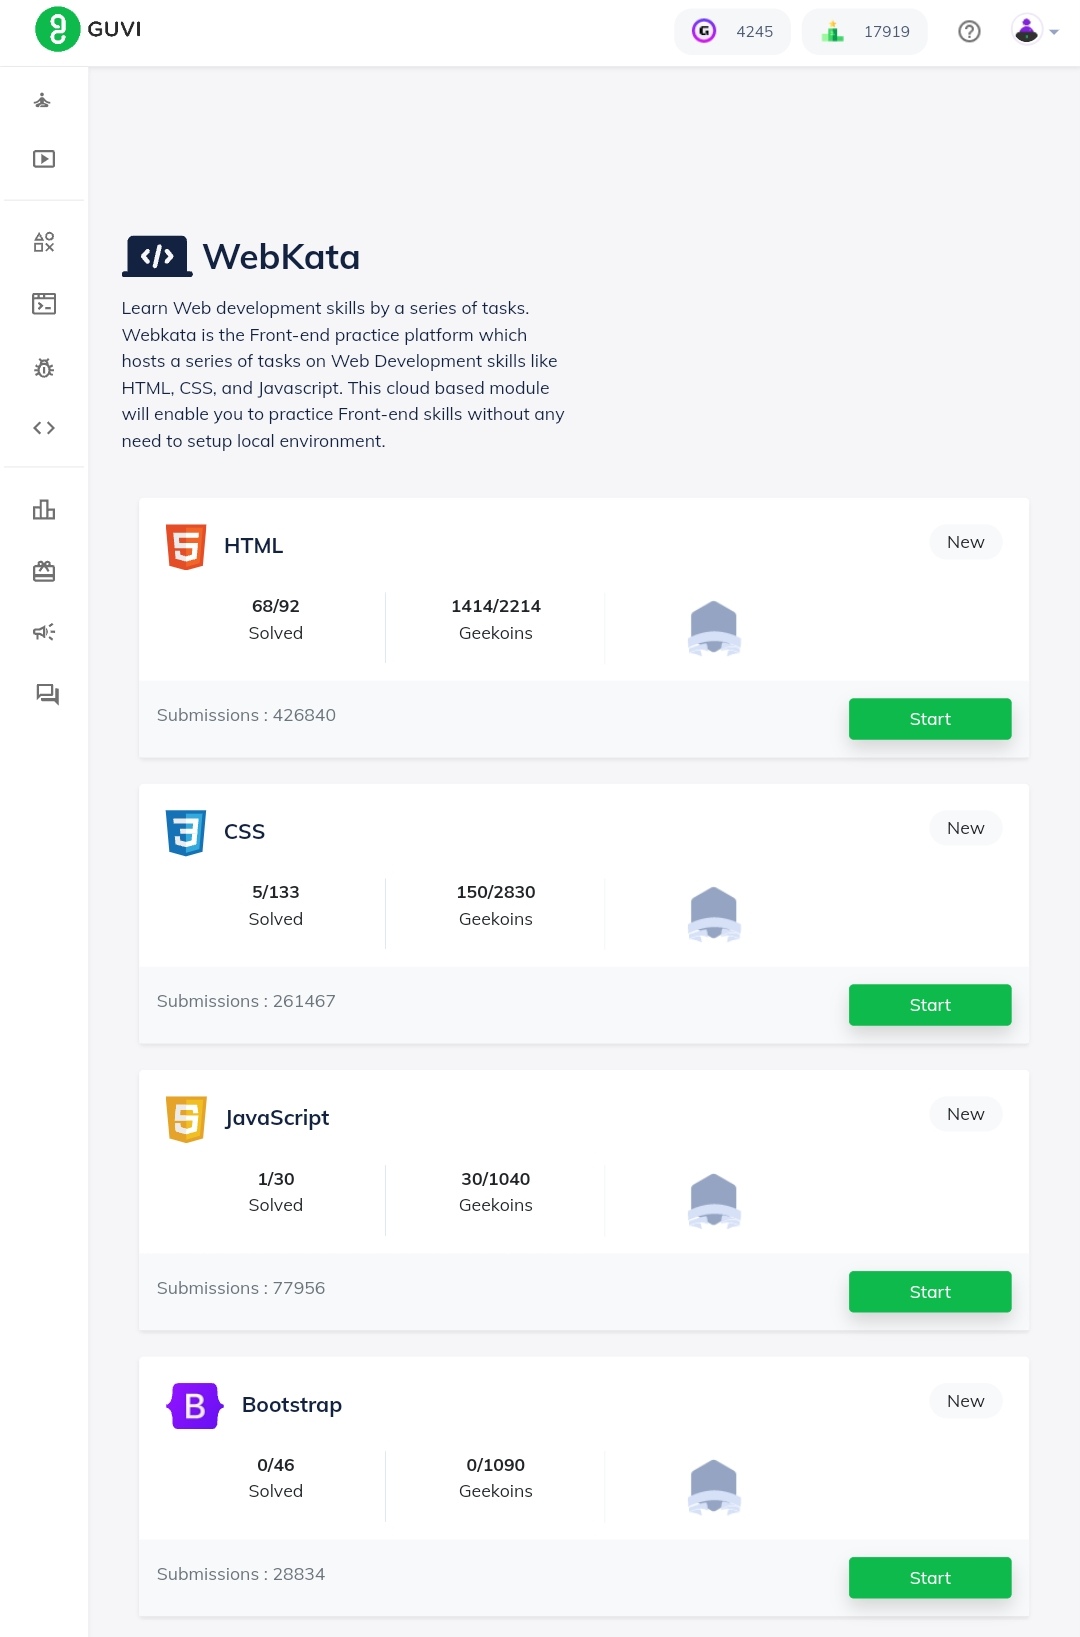 GUVI
4245
17919
WebKata
Learn Web development skills by a series of tasks.
Webkata is the Front-end practice platform which
hosts a series of tasks on Web Development skills like
HTML, CSS, and Javascript. This cloud based module
will enable you to practice Front-end skills without any
need to setup local environment.
HTML
New
68/92
Solved
1414/2214
Geekoins
Submissions : 426840
Start
CSS
New
5/133
Solved
150/2830
Geekoins
Submissions : 261467
Start
JavaScript
New
1/30
Solved
30/1040
Geekoins
Submissions : 77956
Start
Bootstrap
New
0/46
Solved
0/1090
Geekoins
Submissions : 28834
Start